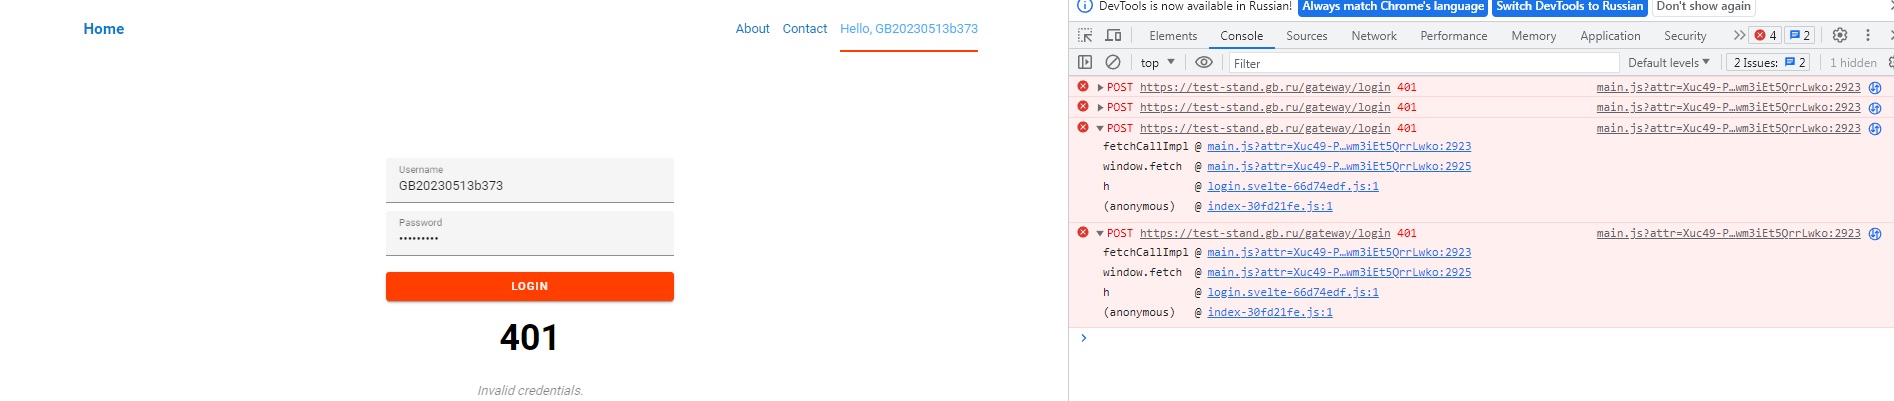 Home
About Contact Hello, GB20230513b373
Username
GB20230513b373
Password
•••••••••
LOGIN
401
Invalid credentials.
DevTools is now available in Russian! Always match Chrome's language Switch DevTools to Russian Don't show again
Elements Console Sources Network Performance Memory Application Security 4 2
top Filter Default levels 2 Issues: 2 1 hidden
POST https://test-stand.gb.ru/gateway/login 401 main.js?attr=Xuc49-P…wm3iEt5QrrLwko:2923
POST https://test-stand.gb.ru/gateway/login 401 main.js?attr=Xuc49-P…wm3iEt5QrrLwko:2923
POST https://test-stand.gb.ru/gateway/login 401 main.js?attr=Xuc49-P…wm3iEt5QrrLwko:2923
fetchCallImpl @ main.js?attr=Xuc49-P…wm3iEt5QrrLwko:2923
window.fetch @ main.js?attr=Xuc49-P…wm3iEt5QrrLwko:2925
h @ login.svelte-66d74edf.js:1
(anonymous) @ index-30fd21fe.js:1
POST https://test-stand.gb.ru/gateway/login 401 main.js?attr=Xuc49-P…wm3iEt5QrrLwko:2923
fetchCallImpl @ main.js?attr=Xuc49-P…wm3iEt5QrrLwko:2923
window.fetch @ main.js?attr=Xuc49-P…wm3iEt5QrrLwko:2925
h @ login.svelte-66d74edf.js:1
(anonymous) @ index-30fd21fe.js:1